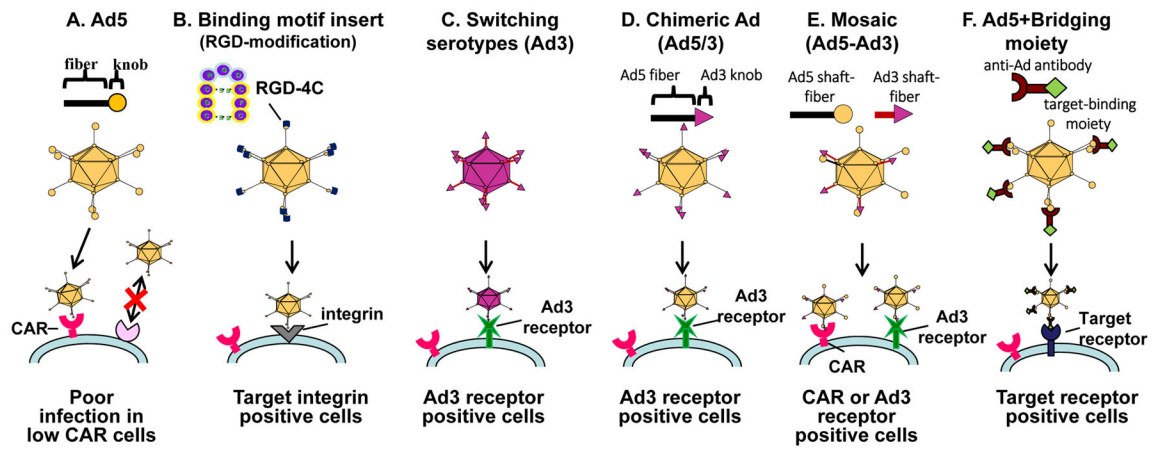 A. Ad5
fiber
knob
CAR
Poor
infection in
low CAR cells
B. Binding motif insert
(RGD-modification)
RGD-4C
integrin
Target integrin
positive cells
C. Switching
serotypes (Ad3)
Ad3
receptor
Ad3 receptor
positive cells
D. Chimeric Ad
(Ad5/3)
Ad5 fiber
Ad3 knob
Ad3
receptor
Ad3 receptor
positive cells
E. Mosaic
(Ad5-Ad3)
Ad5 shaft-
fiber
Ad3 shaft-
fiber
CAR
Ad3
receptor
CAR or Ad3
receptor
positive cells
F. Ad5+Bridging
moiety
anti-Ad antibody
target-binding
moiety
Target
receptor
Target receptor
positive cells